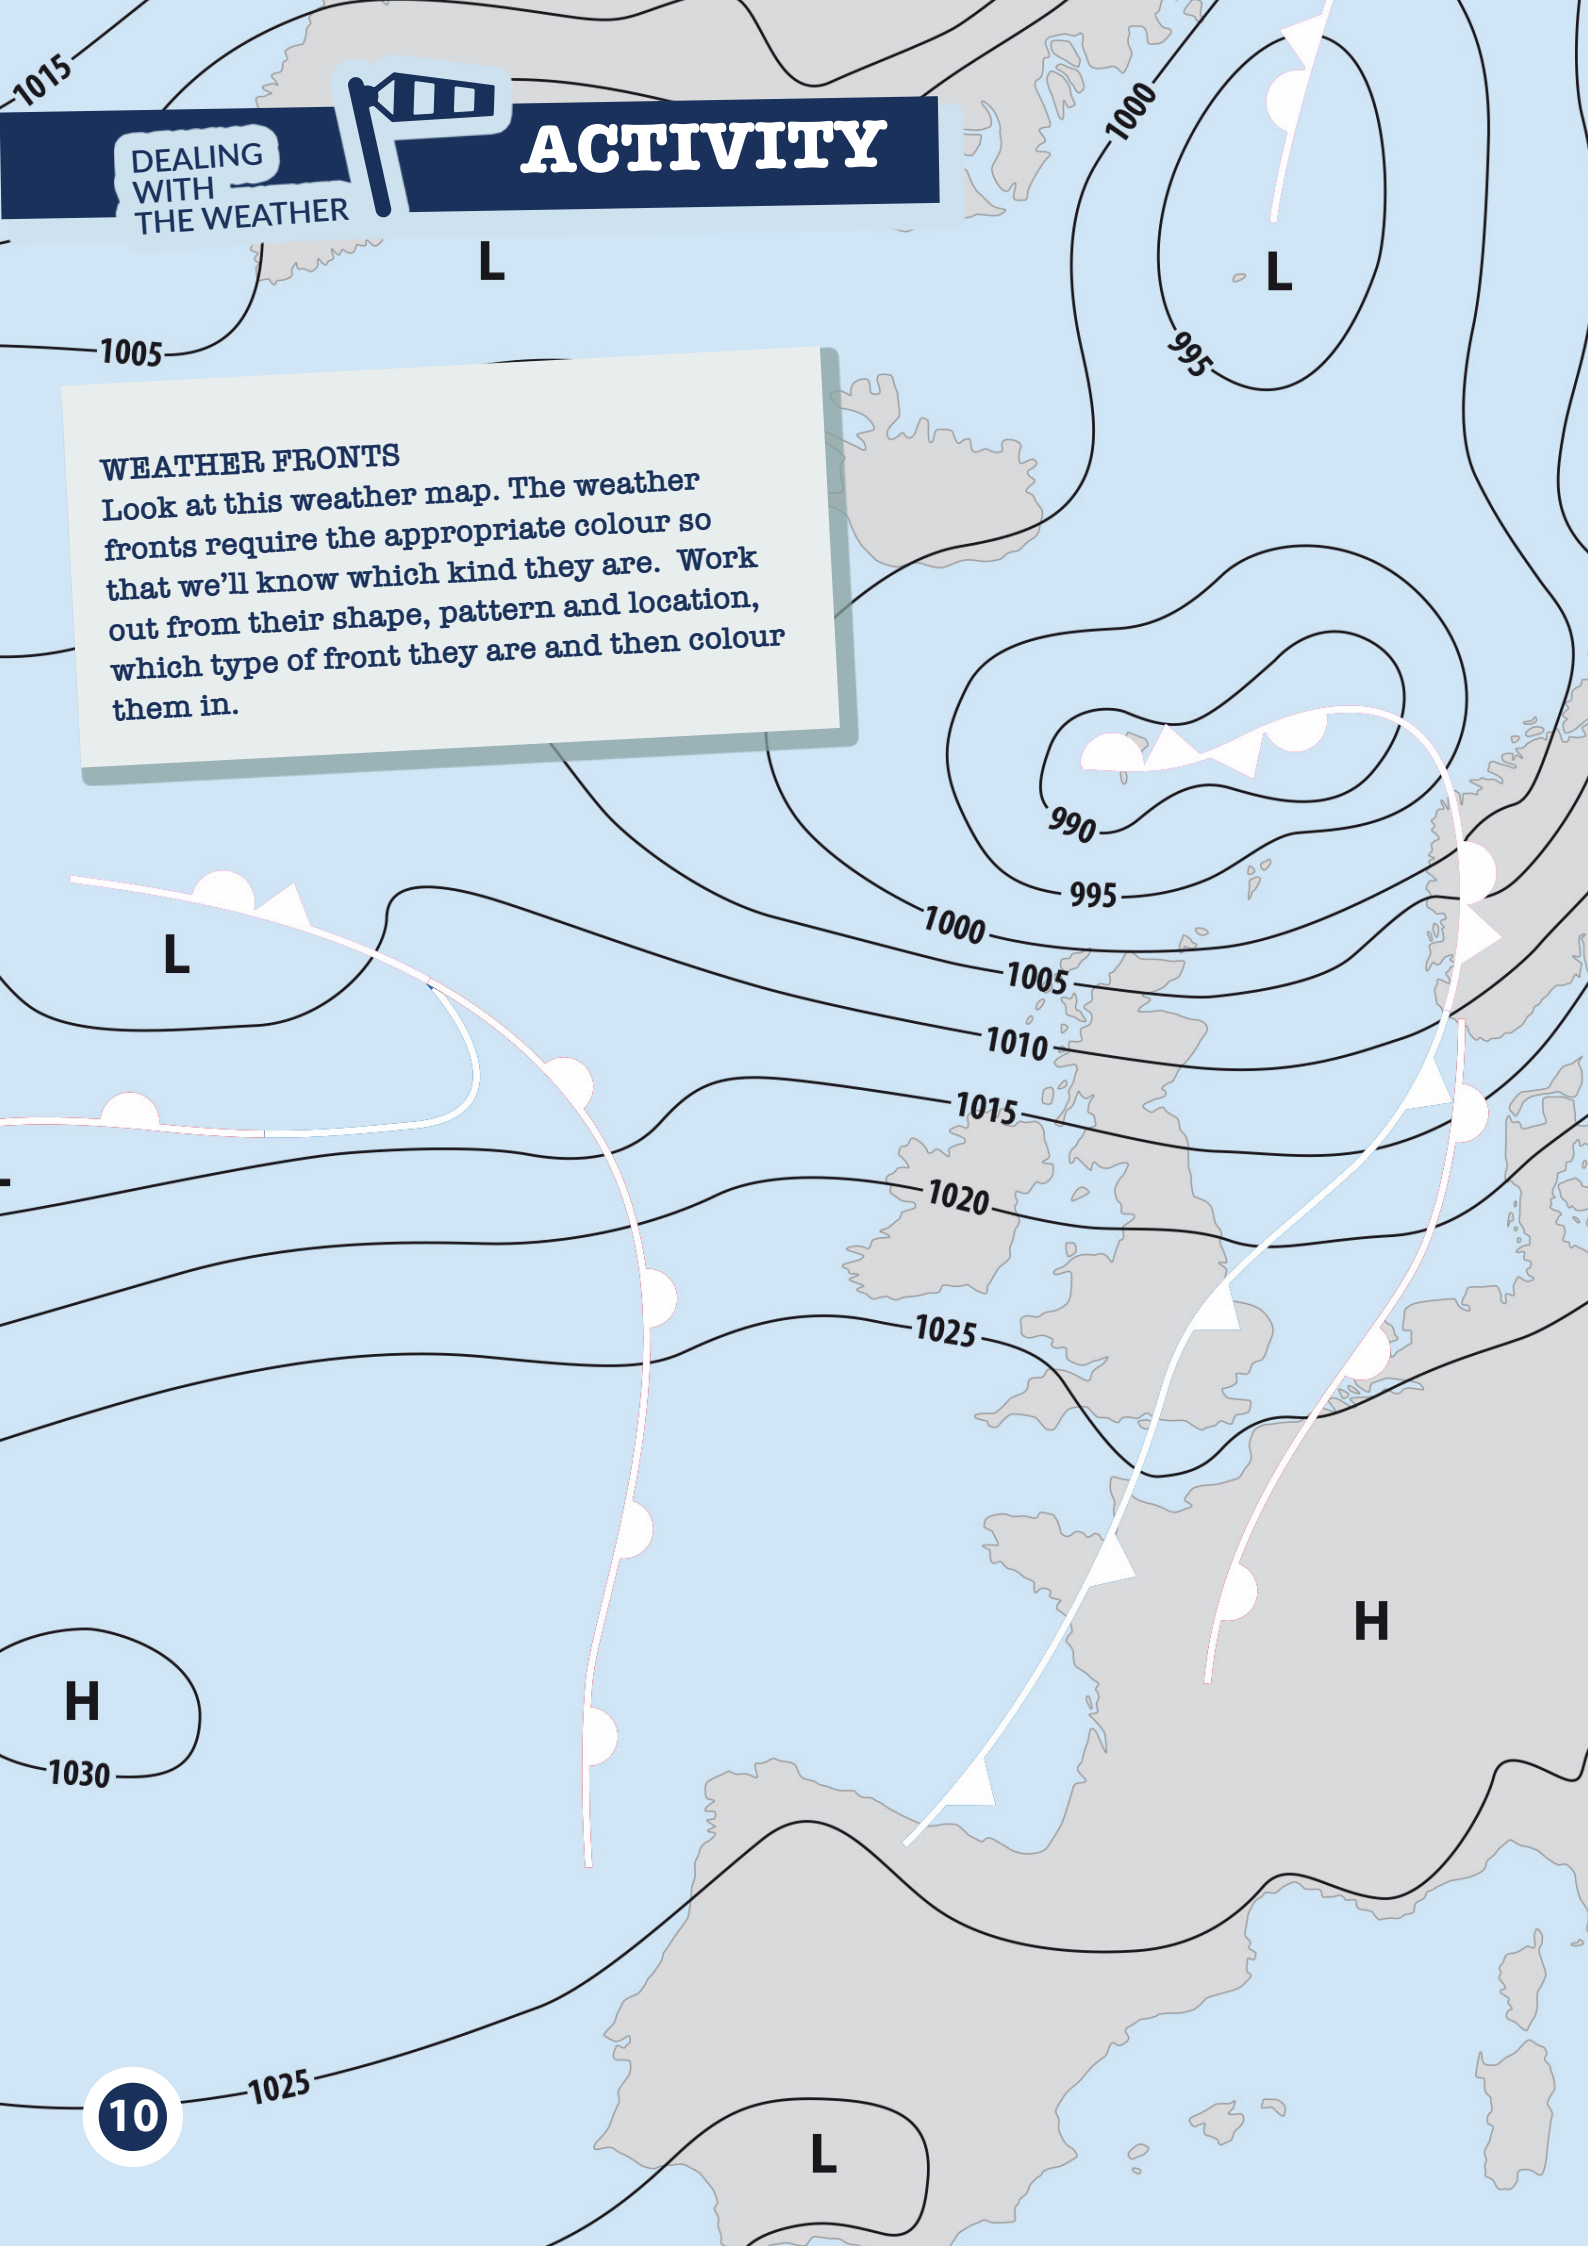 1015
1000
DEALING
WITH
THE WEATHER
ACTIVITY
L
L
995
1005
WEATHER FRONTS
Look at this weather map. The weather
fronts require the appropriate colour so
that we'll know which kind they are.  Work
out from their shape, pattern and location,
which type of front they are and then colour
them in.
990
995
1000
L
1005
1010
1015
1020
1025
H
H
1030
1025
10
L